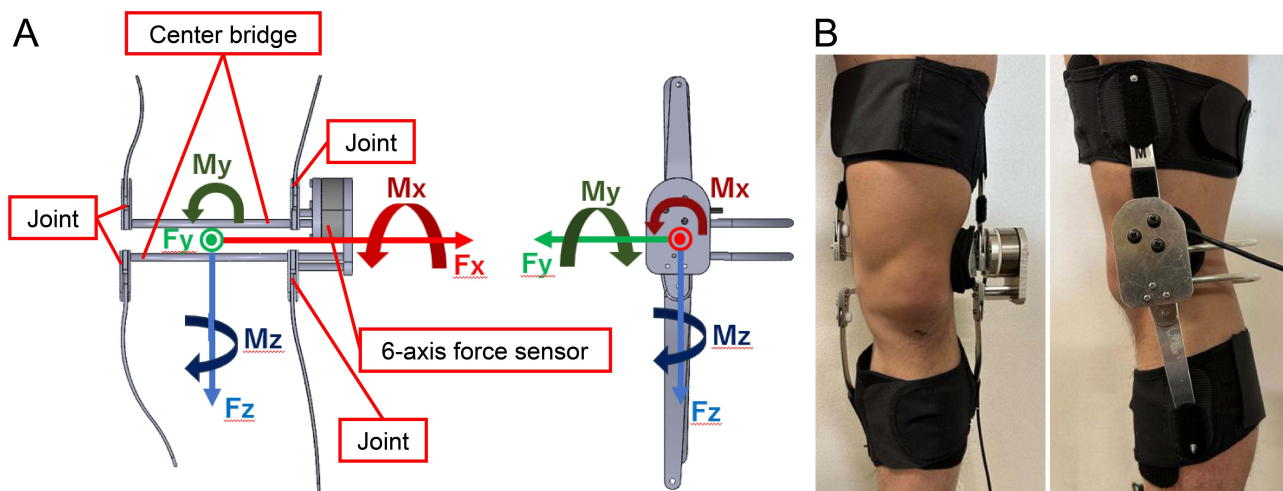 A
Center bridge
B
Joint
My
Mx
My
Mx
Joint
Fy
Fx
Fy
Mz
6-axis force sensor
Mz
Fz
Fz
Joint
M